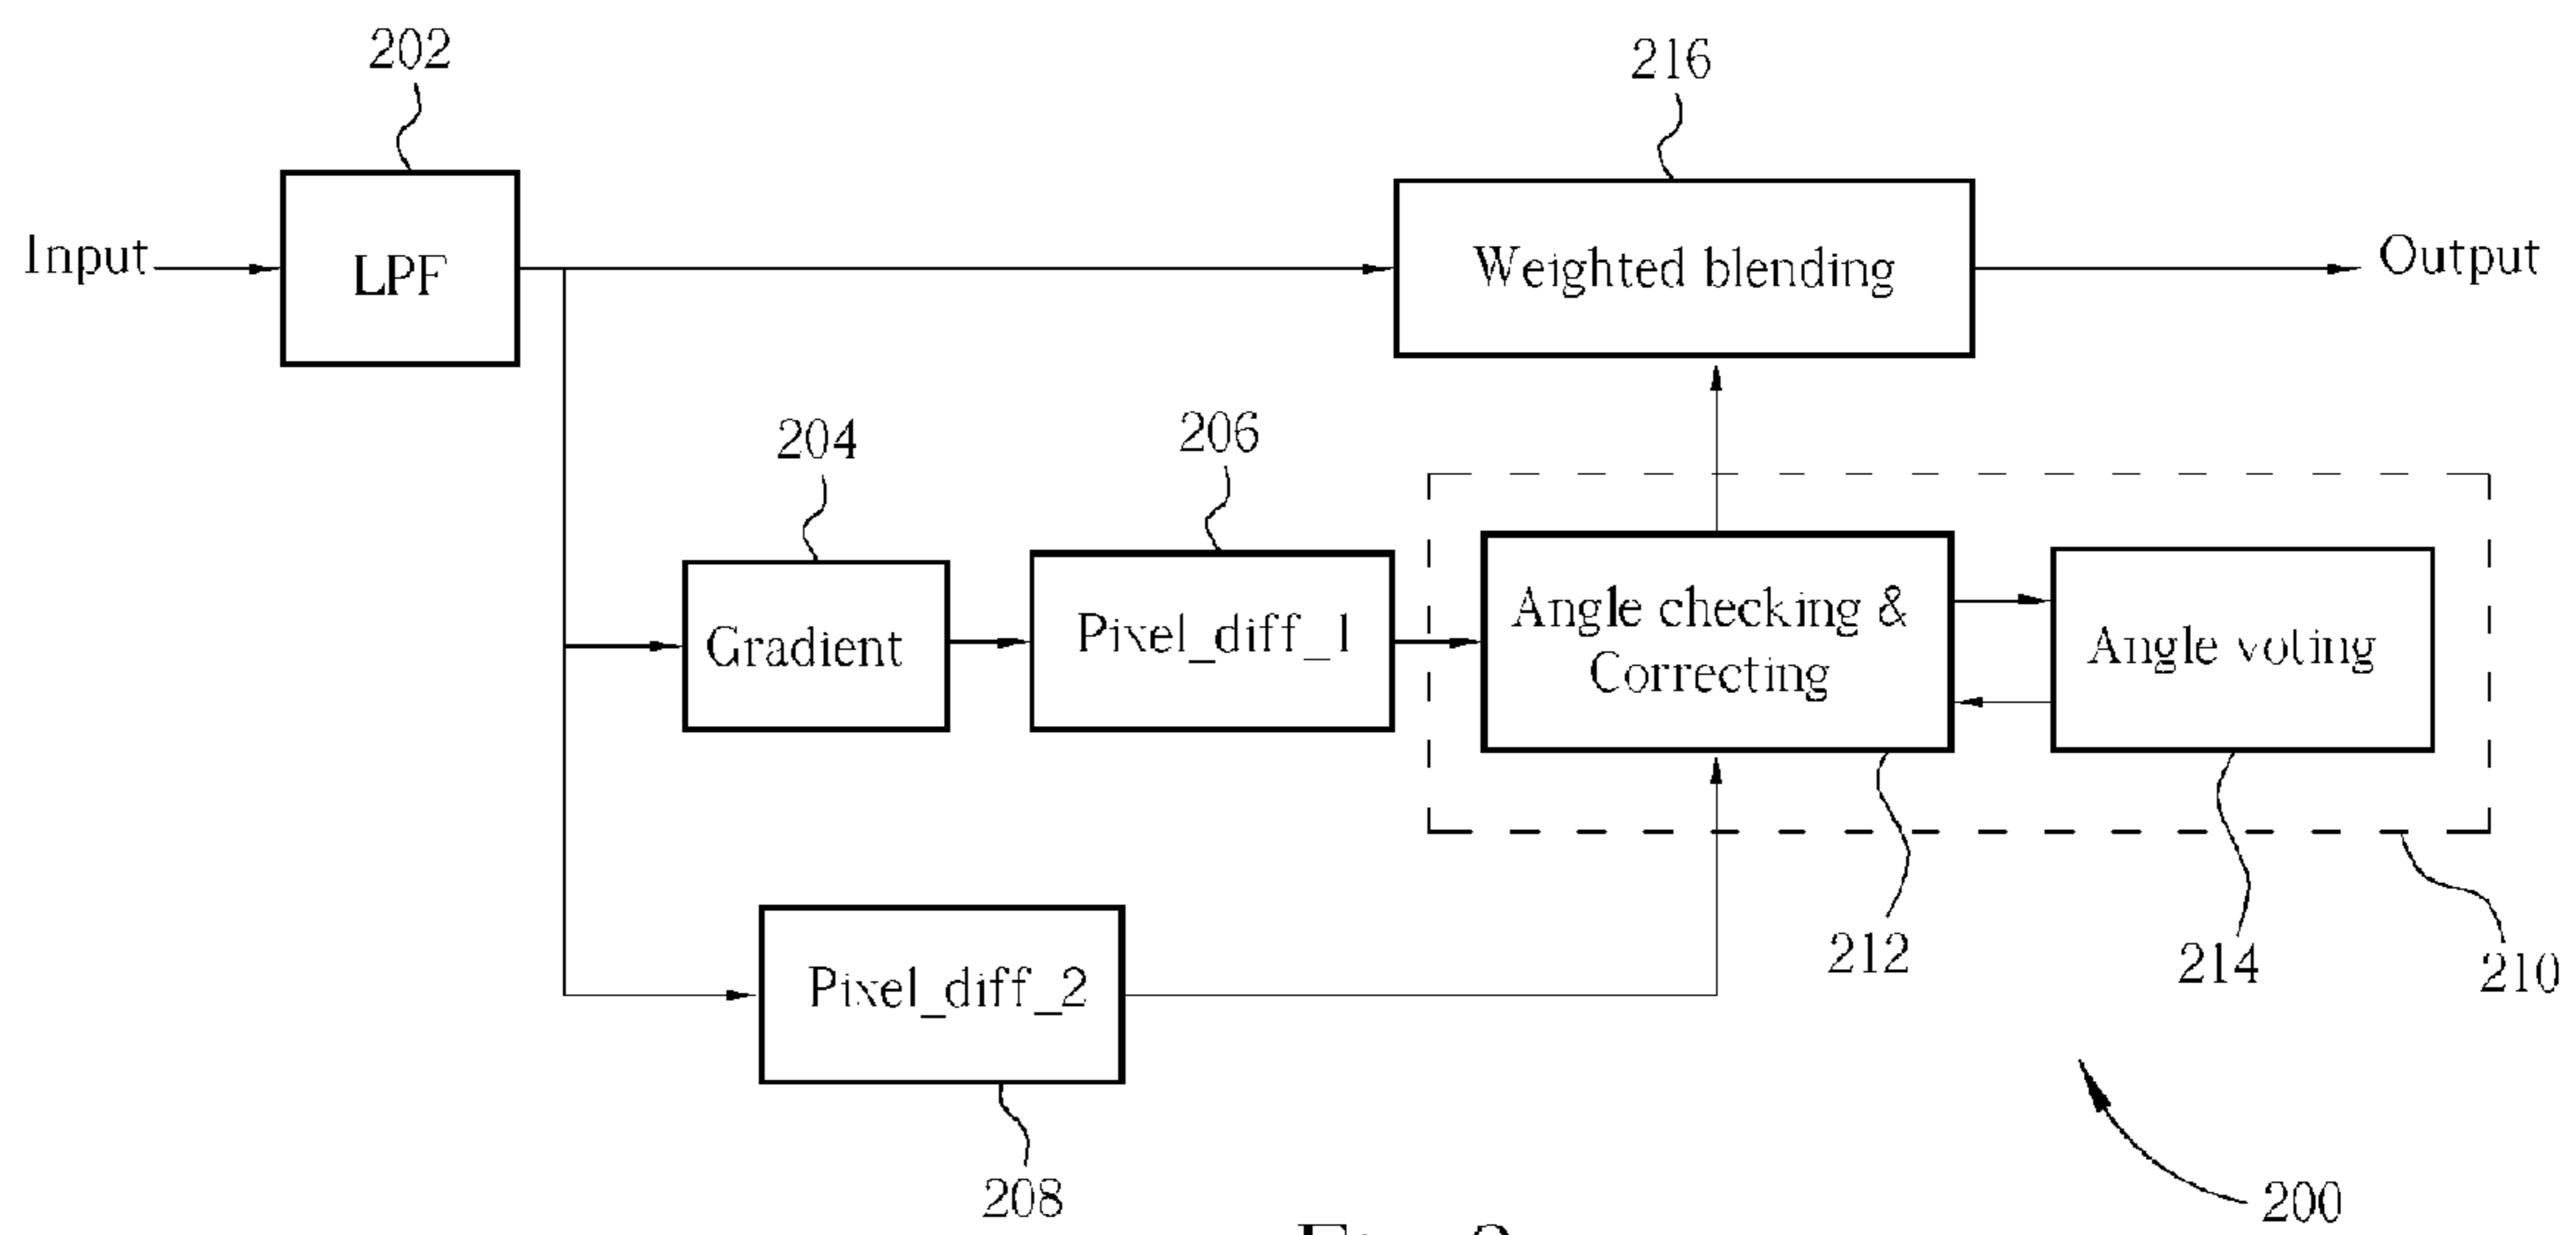 202
216
Input
LPF
Weighted blending
Output
204
206
Gradient
Pixel_diff_1
Angle checking &
Correcting
Angle voting
Pixel_diff_2
212
214
210
208
200